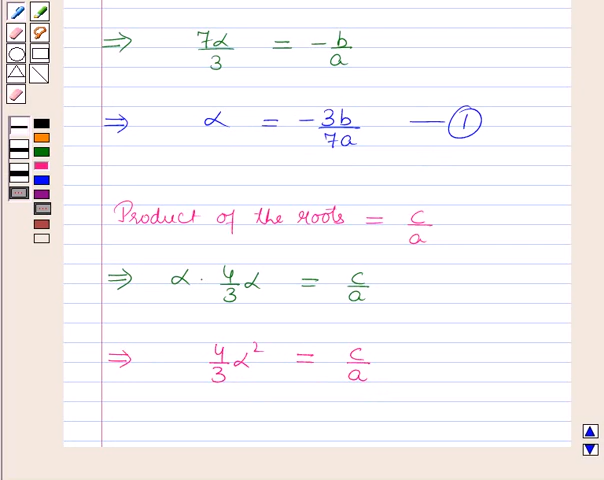 ⇒ 7α/3 = -b/a
⇒ α = -3b/7a — ①
Product of the roots = c/a
⇒ α · 4/3 α = c/a
⇒ 4/3 α² = c/a